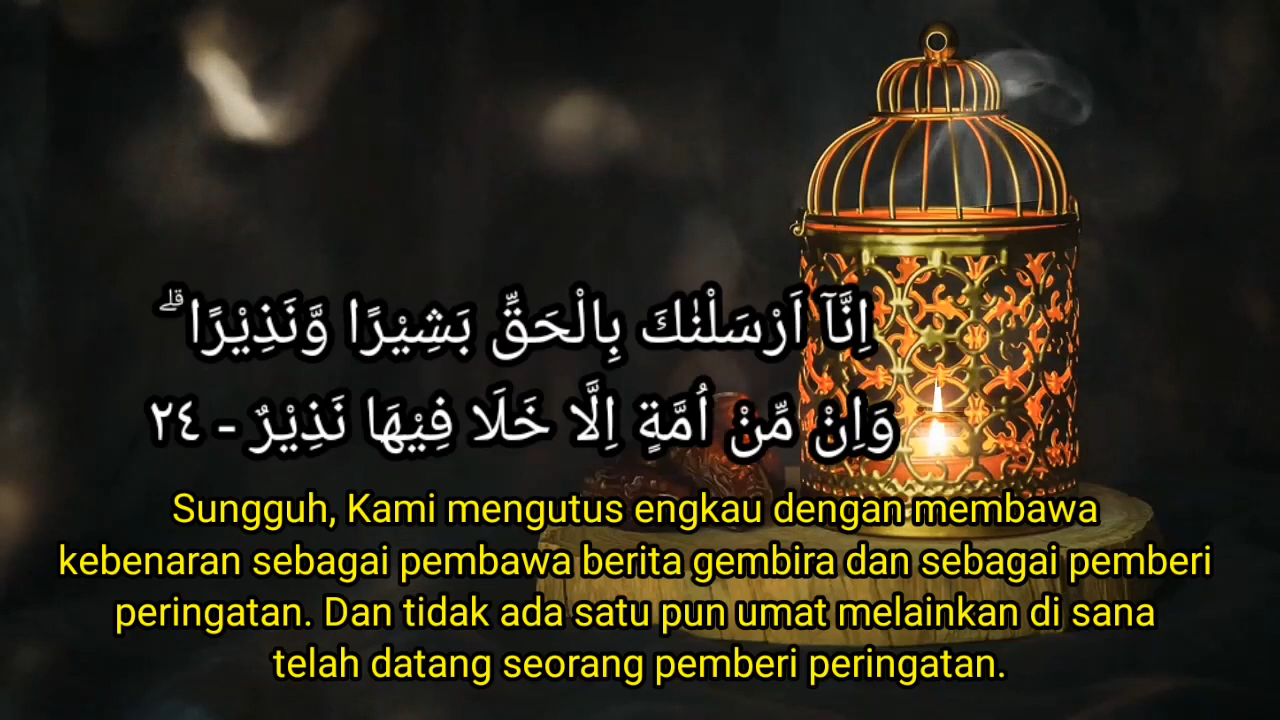 اِنَّآ اَرْسَلْنٰكَ بِالْحَقِّ بَشِيْرًا وَّنَذِيْرًا ۗ
وَاِنْ مِّنْ اُمَّةٍ اِلَّا خَلَا فِيْهَا نَذِيْرٌ - ٢٤
Sungguh, Kami mengutus engkau dengan membawa
kebenaran sebagai pembawa berita gembira dan sebagai pemberi
peringatan. Dan tidak ada satu pun umat melainkan di sana
telah datang seorang pemberi peringatan.